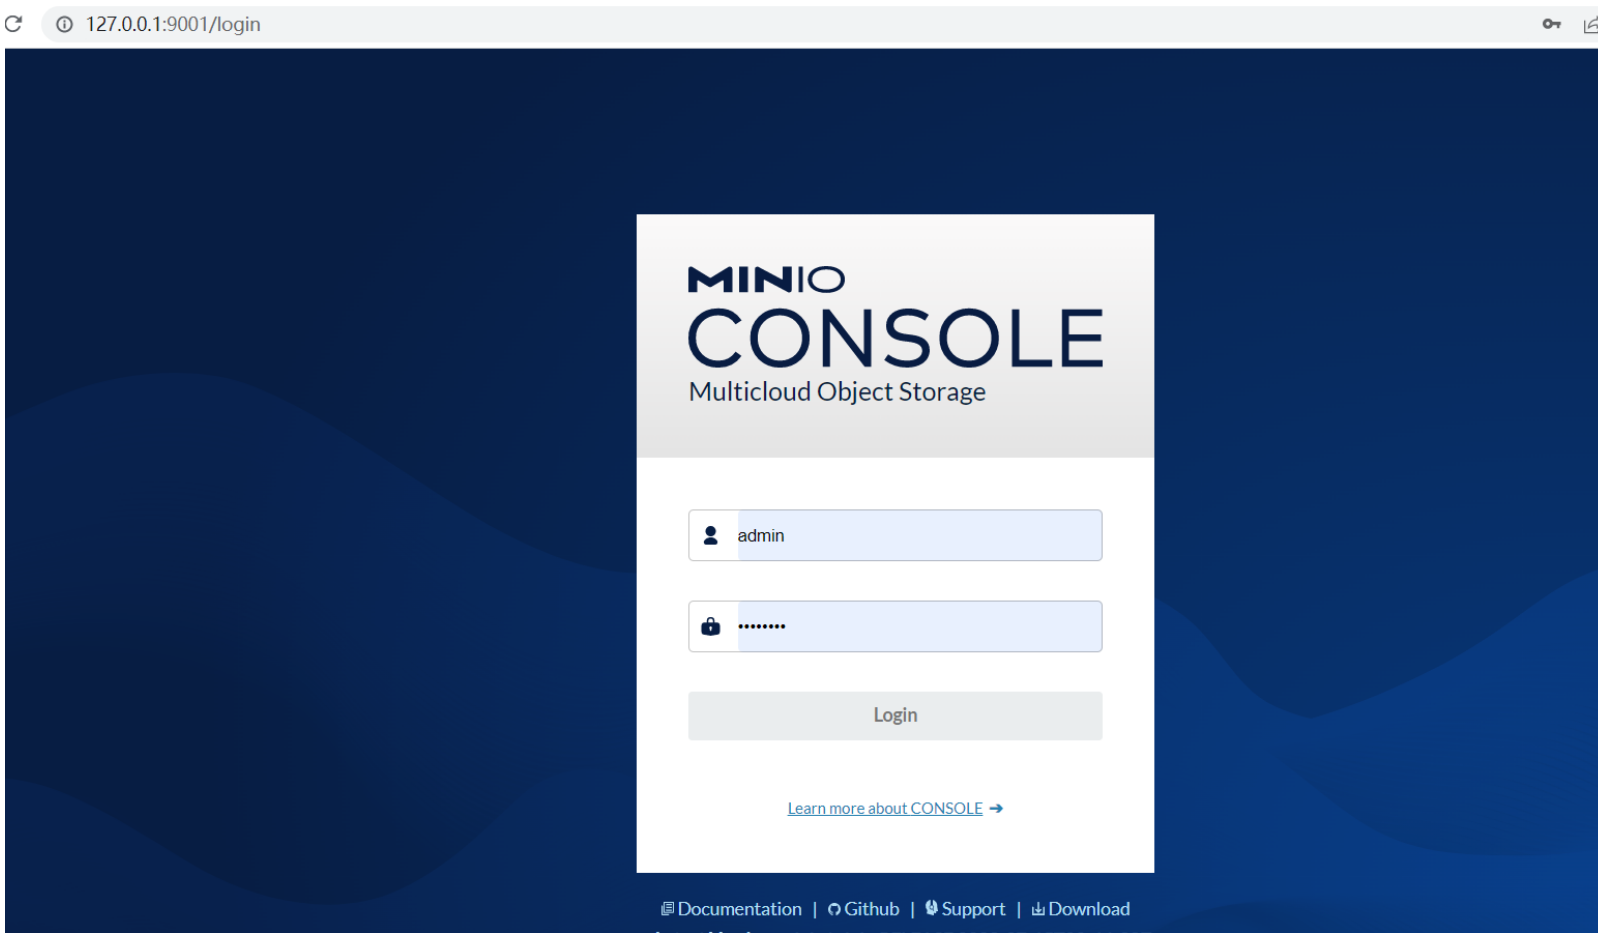 127.0.0.1:9001/login
MINIO
CONSOLE
Multicloud Object Storage
admin
••••••••
Login
Learn more about CONSOLE ➔
Documentation | Github | Support | Download